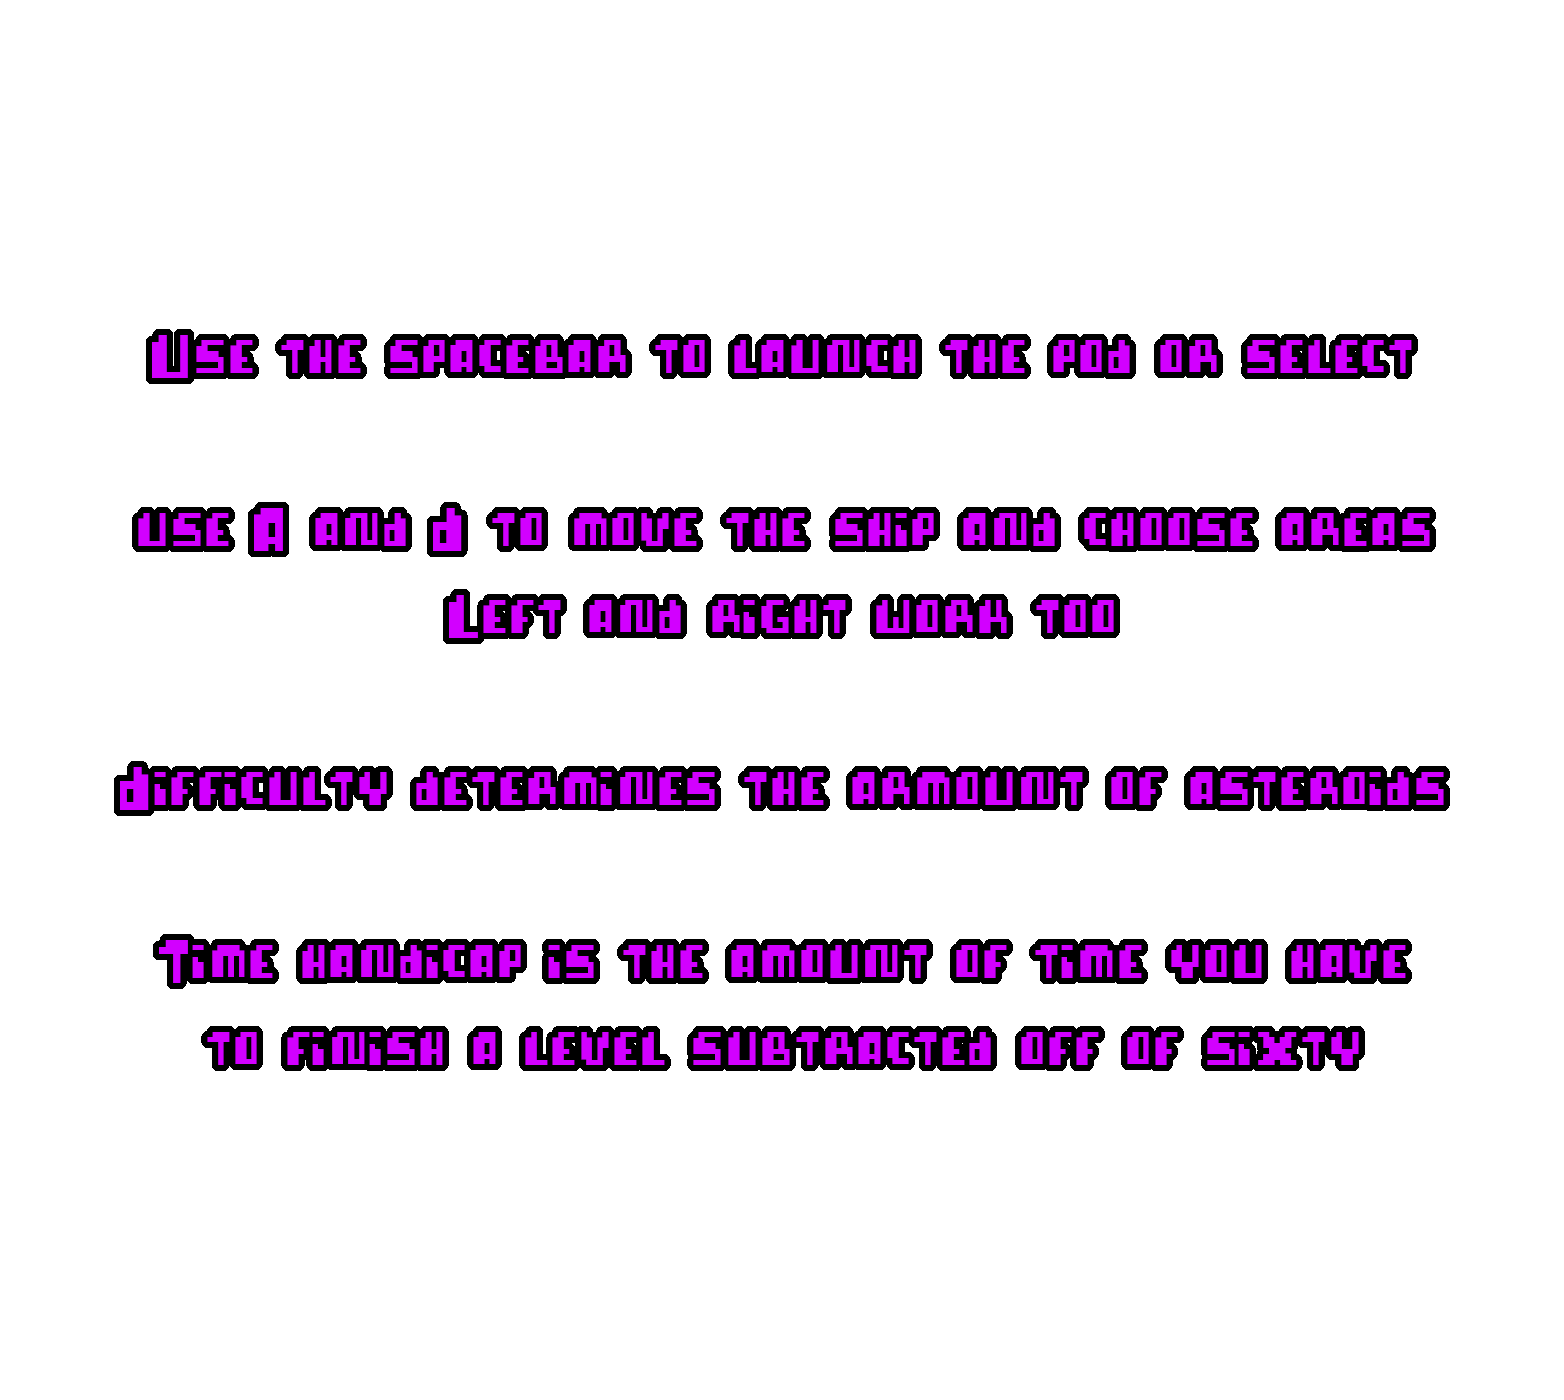 Use the spacebar to launch the pod or select
use A and D to move the ship and choose areas
Left and right work too
Difficulty determines the armount of asteroids
Time handicap is the amount of time you have
to finish a level subtracted off of sixty